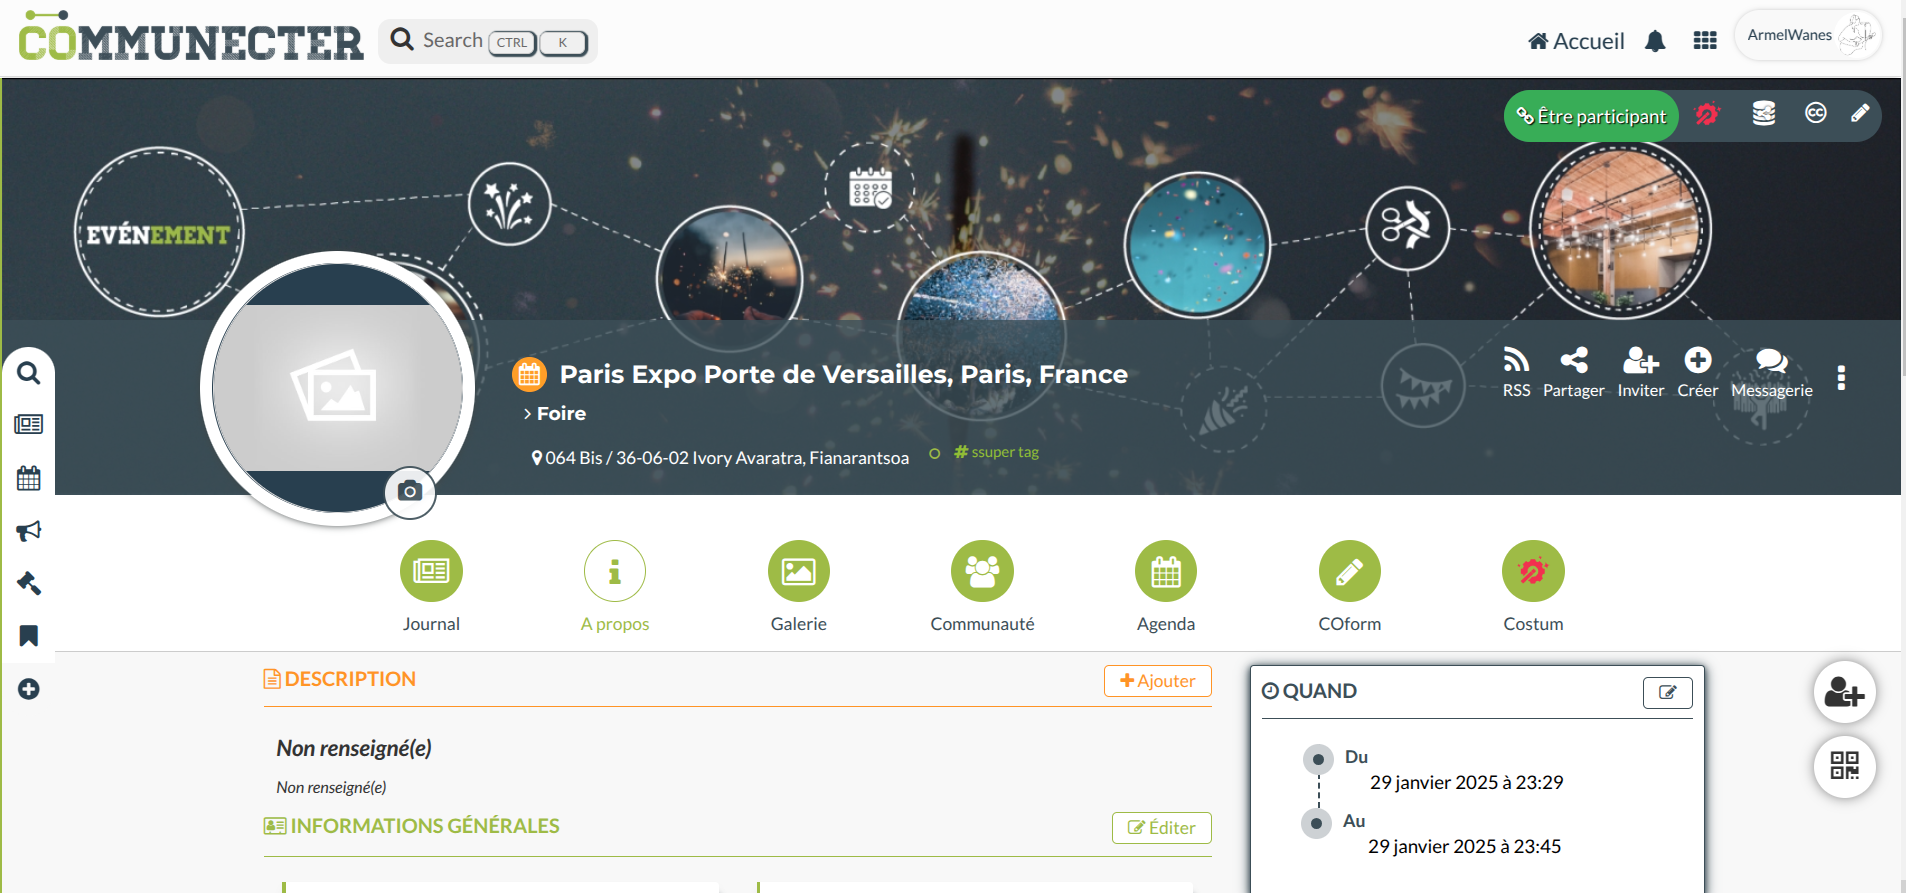 COMMUNECTER
Search CTRL K
Accueil
ArmelWanes
Être participant
EVÉNEMENT
Paris Expo Porte de Versailles, Paris, France
Foire
064 Bis / 36-06-02 Ivory Avaratra, Fianarantsoa
# ssuper tag
RSS Partager Inviter Créer Messagerie
Journal A propos Galerie Communauté Agenda COform Costum
DESCRIPTION
Ajouter
Non renseigné(e)
Non renseigné(e)
INFORMATIONS GÉNÉRALES
Éditer
QUAND
Du
29 janvier 2025 à 23:29
Au
29 janvier 2025 à 23:45